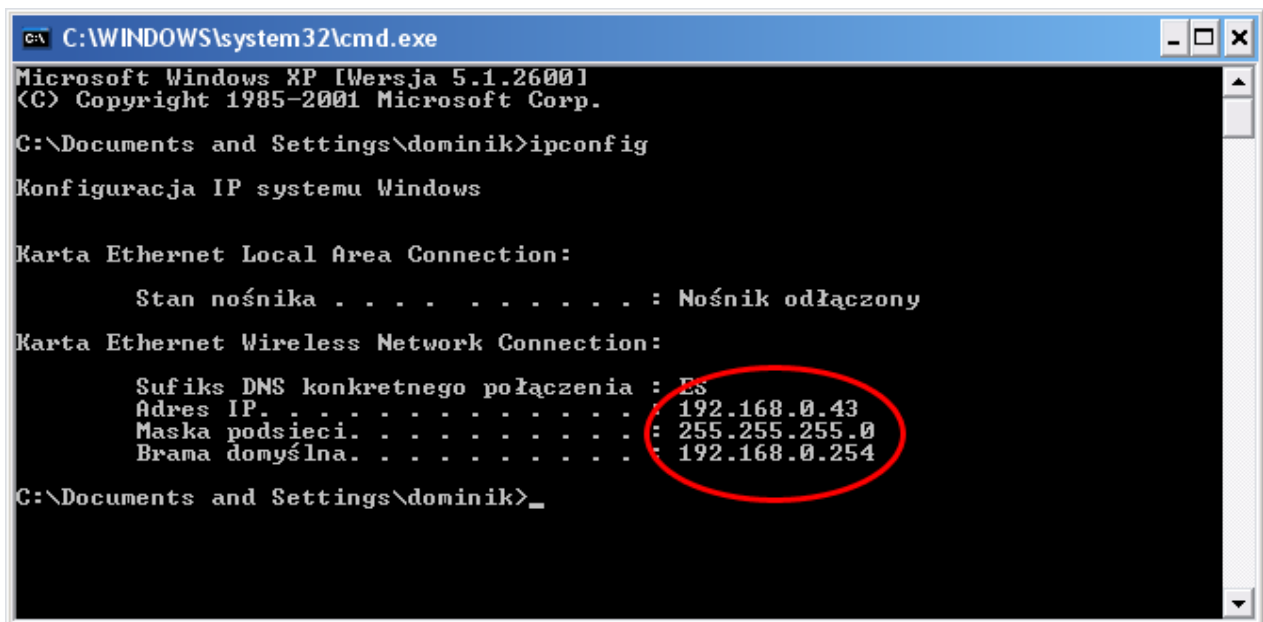 C:\WINDOWS\system32\cmd.exe
Microsoft Windows XP [Wersja 5.1.2600]
(C) Copyright 1985-2001 Microsoft Corp.
C:\Documents and Settings\dominik>ipconfig
Konfiguracja IP systemu Windows
Karta Ethernet Local Area Connection:
Stan nośnika . . . .  . . . . . . : Nośnik odłączony
Karta Ethernet Wireless Network Connection:
Sufiks DNS konkretnego połączenia : ES
Adres IP. . . . . . . . . . . . . : 192.168.0.43
Maska podsieci. . . . . . . . . . : 255.255.255.0
Brama domyślna. . . . . . . . . . : 192.168.0.254
C:\Documents and Settings\dominik>_